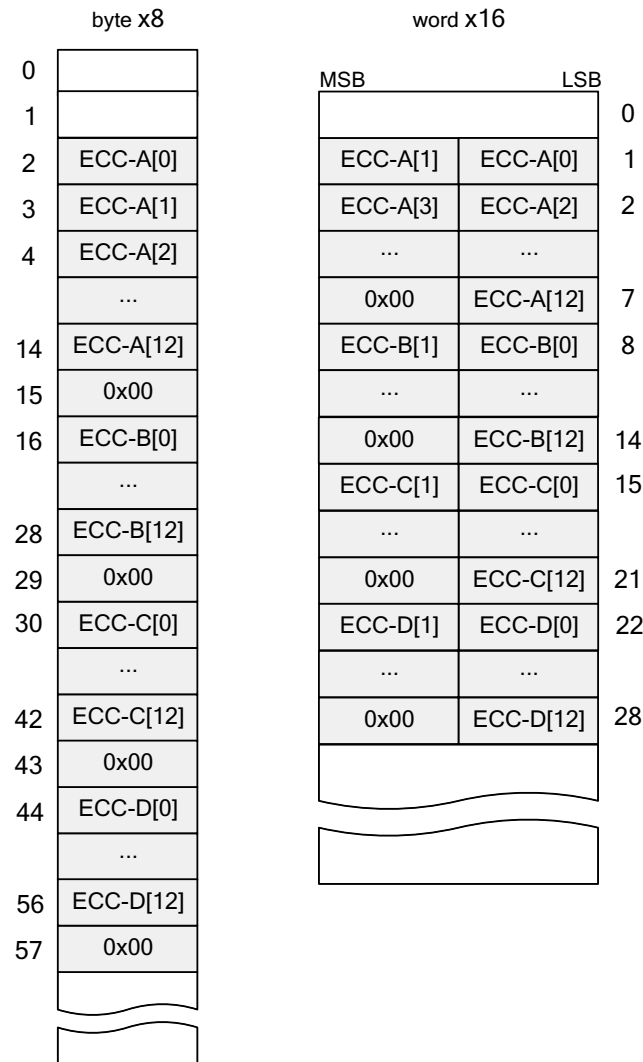 byte x8
0
1
2 ECC-A[0]
3 ECC-A[1]
4 ECC-A[2]
...
14 ECC-A[12]
15 0x00
16 ECC-B[0]
...
28 ECC-B[12]
29 0x00
30 ECC-C[0]
...
42 ECC-C[12]
43 0x00
44 ECC-D[0]
...
56 ECC-D[12]
57 0x00
word x16
MSB LSB
0
ECC-A[1] ECC-A[0] 1
ECC-A[3] ECC-A[2] 2
... ...
0x00 ECC-A[12] 7
ECC-B[1] ECC-B[0] 8
... ...
0x00 ECC-B[12] 14
ECC-C[1] ECC-C[0] 15
... ...
0x00 ECC-C[12] 21
ECC-D[1] ECC-D[0] 22
... ...
0x00 ECC-D[12] 28